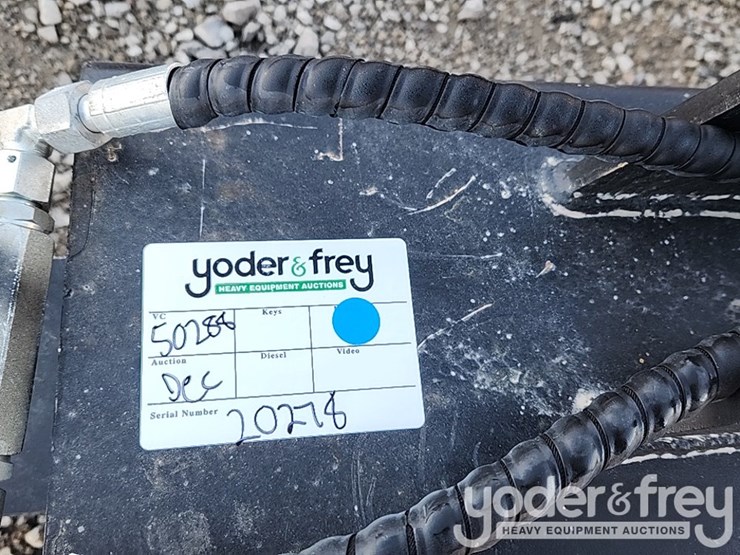 yoder & frey
HEAVY EQUIPMENT AUCTIONS
VC Keys
50288
Auction Diesel Video
Dec
Serial Number 20278
yoder & frey
HEAVY EQUIPMENT AUCTIONS